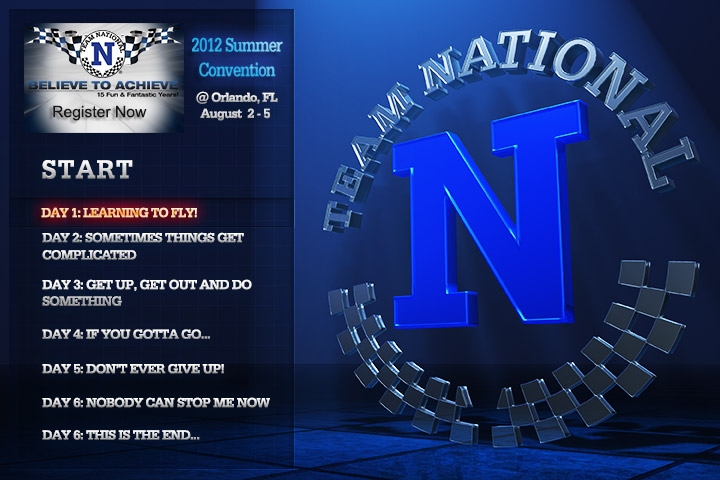 TEAM NATIONAL
N
BELIEVE TO ACHIEVE
15 Fun & Fantastic Years!
Register Now
2012 Summer
Convention
@ Orlando, FL
August 2 - 5
START
DAY 1: LEARNING TO FLY!
DAY 2: SOMETIMES THINGS GET
COMPLICATED
DAY 3: GET UP, GET OUT AND DO
SOMETHING
DAY 4: IF YOU GOTTA GO...
DAY 5: DON'T EVER GIVE UP!
DAY 6: NOBODY CAN STOP ME NOW
DAY 6: THIS IS THE END...
TEAM NATIONAL
N